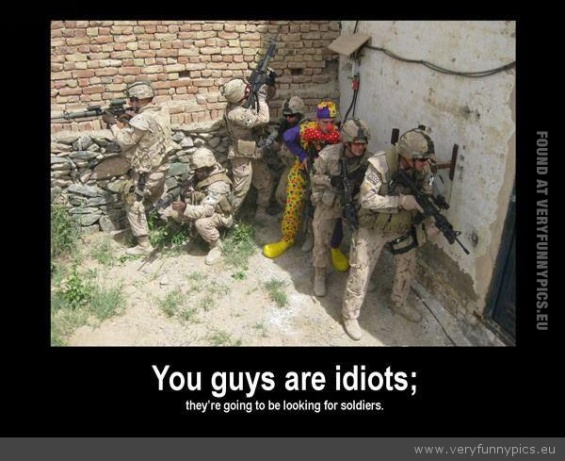 FOUND AT VERYFUNNYPICS.EU
You guys are idiots;
they're going to be looking for soldiers.
www.veryfunnypics.eu